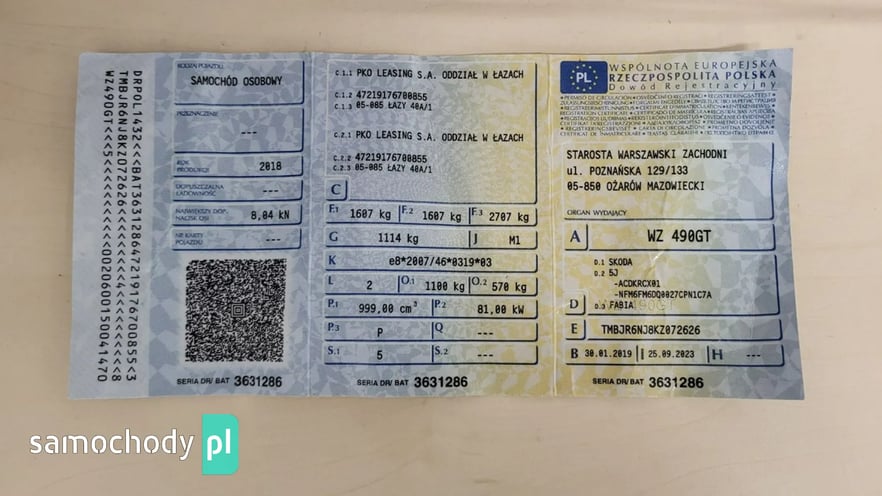 DRPOL1432<<<BAT36312864721917670085​5<3
TMBJR6NJ8KZ072626<<<<<<<<<<<<<<4<<<8
RODZAJ POJAZDU
SAMOCHÓD OSOBOWY
PRZEZNACZENIE
---
ROK PRODUKCJI
2018
DOPUSZCZALNA ŁADOWNOŚĆ
---
NAJWIĘKSZY DOP. NACISK OSI
8,04 kN
NR KARTY POJAZDU
---
SERIA DR/ BAT 3631286
C.1.1 PKO LEASING S.A. ODDZIAŁ W ŁAZACH
C.1.2 47219176700855
C.1.3 05-085 ŁAZY 40A/1
C.2.1 PKO LEASING S.A. ODDZIAŁ W ŁAZACH
C.2.2 47219176700855
C.2.3 05-085 ŁAZY 40A/1
C
F.1 1607 kg F.2 1607 kg F.3 2707 kg
G 1114 kg J M1
K e8*2007/46*0319*03
L 2 O.1 1100 kg O.2 570 kg
P.1 999,00 cm³ P.2 81,00 kW
P.3 P Q ---
S.1 5 S.2 ---
SERIA DR/ BAT 3631286
PL
WSPÓLNOTA EUROPEJSKA
RZECZPOSPOLITA POLSKA
Dowód Rejestracyjny
STAROSTA WARSZAWSKI ZACHODNI
ul. POZNAŃSKA 129/133
05-850 OŻARÓW MAZOWIECKI
ORGAN WYDAJĄCY
A WZ 490GT
D.1 SKODA
D.2 5J
-ACDKRCX01
-NFM6FM6DQ0027CPN1C7A
D D.3 FABIA
E TMBJR6NJ8KZ072626
B 30.01.2019 I 25.09.2023 H ---
SERIA DR/ BAT 3631286
samochody pl